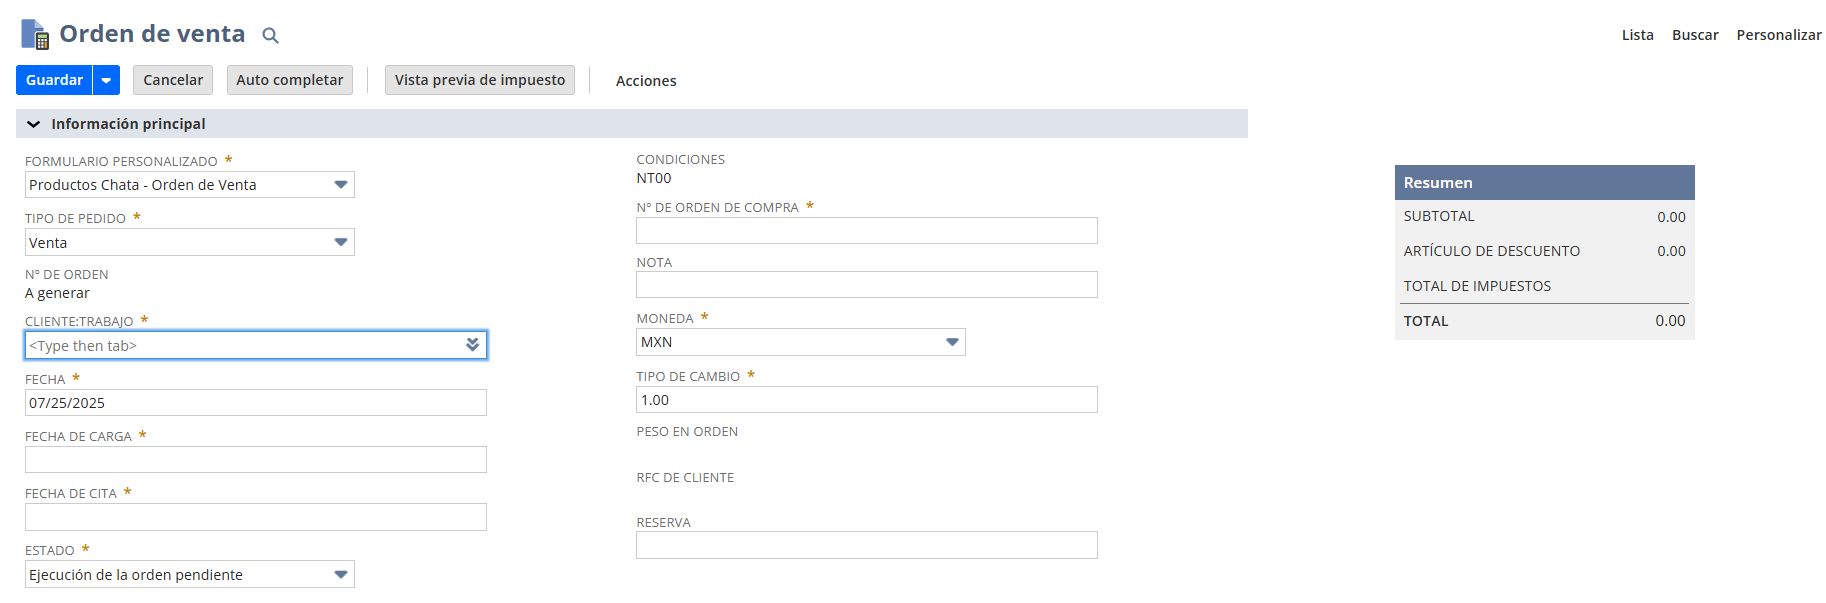 Orden de venta
Lista Buscar Personalizar
Guardar Cancelar Auto completar Vista previa de impuesto Acciones
Información principal
FORMULARIO PERSONALIZADO *
Productos Chata - Orden de Venta
TIPO DE PEDIDO *
Venta
Nº DE ORDEN
A generar
CLIENTE:TRABAJO *
<Type then tab>
FECHA *
07/25/2025
FECHA DE CARGA *
FECHA DE CITA *
ESTADO *
Ejecución de la orden pendiente
CONDICIONES
NT00
Nº DE ORDEN DE COMPRA *
NOTA
MONEDA *
MXN
TIPO DE CAMBIO *
1.00
PESO EN ORDEN
RFC DE CLIENTE
RESERVA
Resumen
SUBTOTAL 0.00
ARTÍCULO DE DESCUENTO 0.00
TOTAL DE IMPUESTOS
TOTAL 0.00